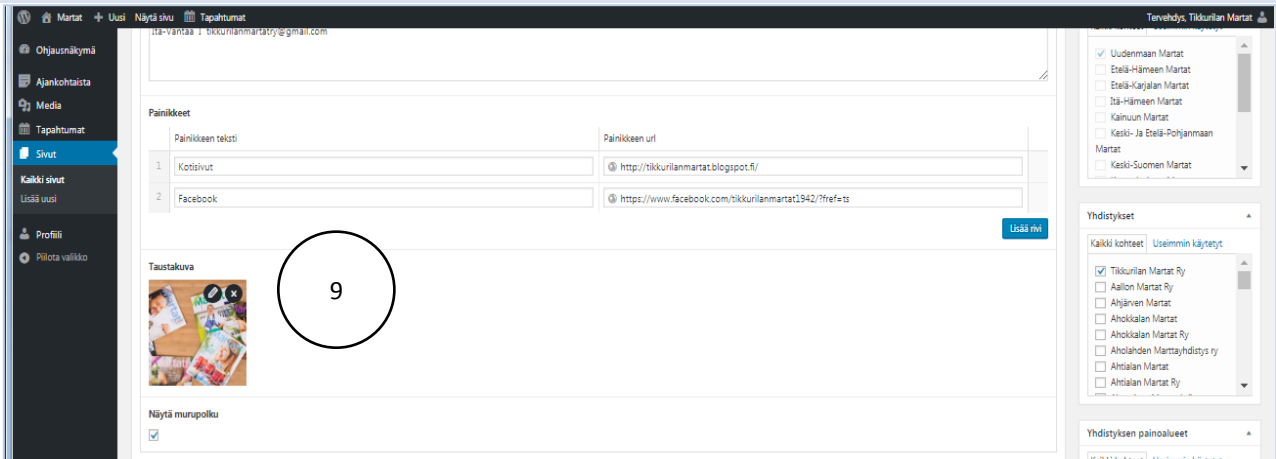 Martat
Uusi
Näytä sivu
Tapahtumat
Tervehdys, Tikkurilan Martat
Ohjausnäkymä
Ajankohtaista
Media
Tapahtumat
Sivut
Kaikki sivut
Lisää uusi
Profiili
Piilota valikko
Itä-Vantaa I tikkurilanmartatry@gmail.com
Painikkeet
Painikkeen teksti
Painikkeen url
1
Kotisivut
http://tikkurilanmartat.blogspot.fi/
2
Facebook
https://www.facebook.com/tikkurilanmartat1942/?fref=ts
Lisää rivi
Taustakuva
9
Näytä murupolku
Uudenmaan Martat
Etelä-Hämeen Martat
Etelä-Karjalan Martat
Itä-Hämeen Martat
Kainuun Martat
Keski- Ja Etelä-Pohjanmaan
Martat
Keski-Suomen Martat
Yhdistykset
Kaikki kohteet
Useimmin käytetyt
Tikkurilan Martat Ry
Aallon Martat Ry
Ahjärven Martat
Ahokkalan Martat
Ahokkalan Martat Ry
Aholahden Marttayhdistys ry
Ahtialan Martat
Ahtialan Martat Ry
Yhdistyksen painoalueet